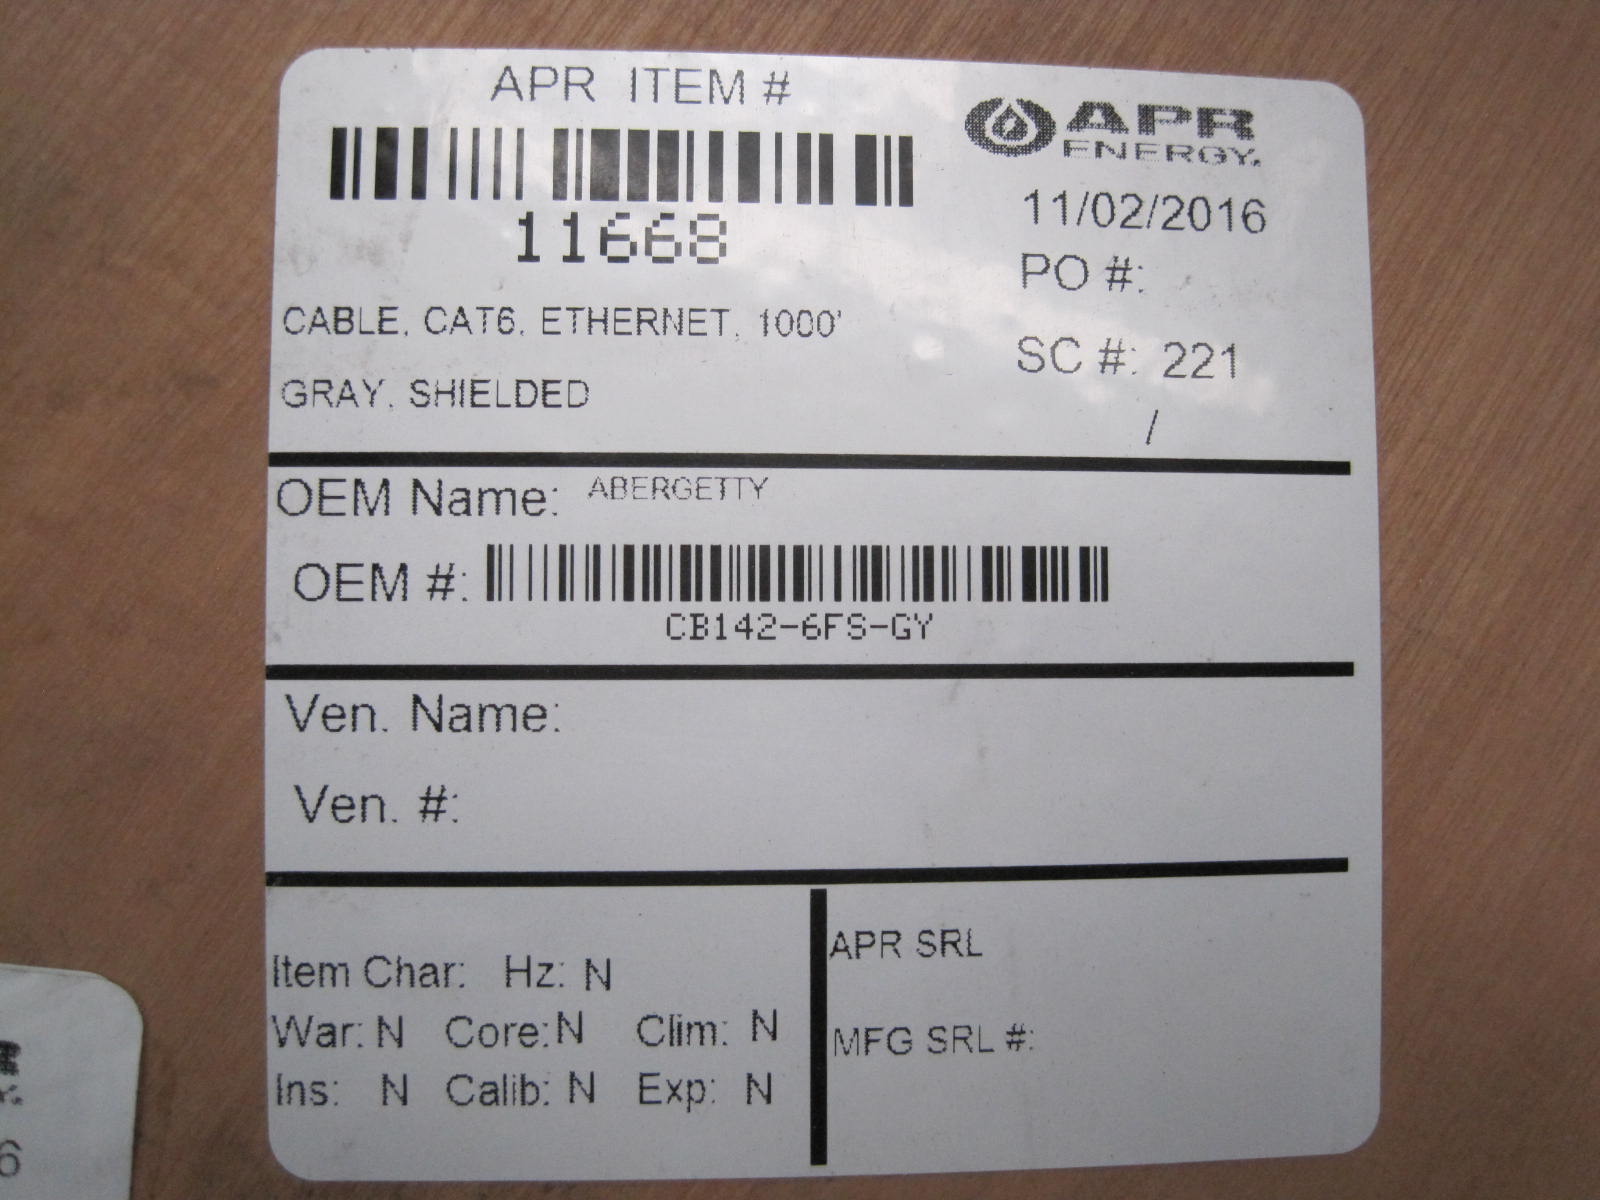 APR ITEM #
11668
CABLE, CAT6, ETHERNET, 1000'
GRAY, SHIELDED
APR
ENERGY.
11/02/2016
PO #:
SC #: 221
/
OEM Name: ABERGETTY
OEM #:
CB142-6FS-GY
Ven. Name:
Ven. #:
Item Char: Hz: N
War: N Core: N Clim: N
Ins: N Calib: N Exp: N
APR SRL
MFG SRL #:
6